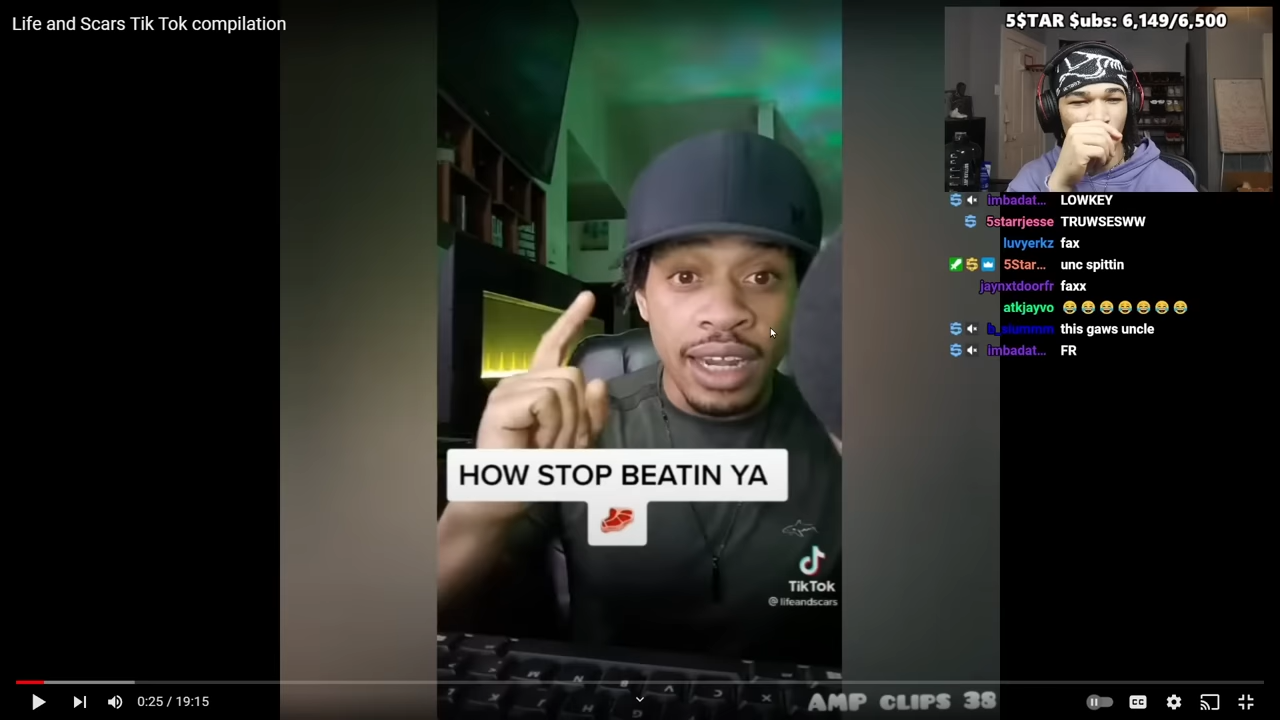 Life and Scars Tik Tok compilation
5$TAR $ubs: 6,149/6,500
imbadat... LOWKEY
5starrjesse TRUWSESWW
luvyerkz fax
5Star... unc spittin
jaynxtdoorfr faxx
atkjayvo 😂😂😂😂😂😂😂
this gaws uncle
imbadat... FR
HOW STOP BEATIN YA
🥩
TikTok
@lifeandscars
0:25 / 19:15
AMP CLIPS 38
CC